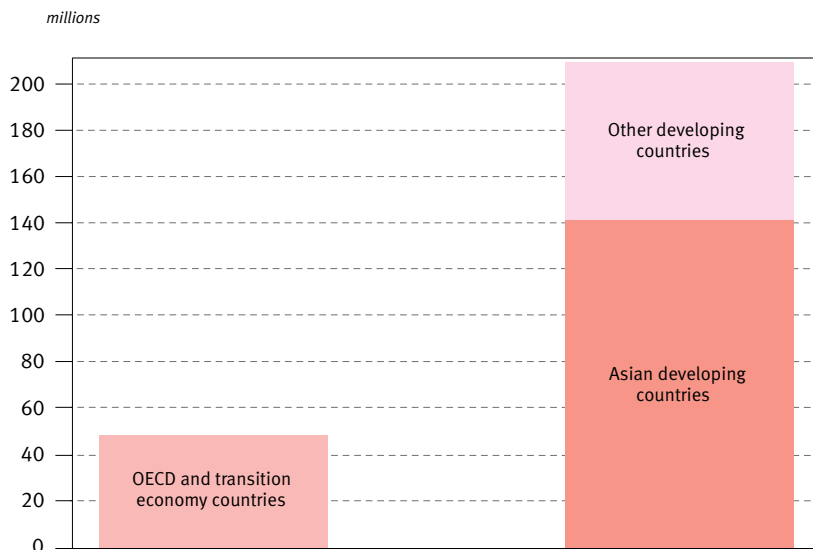 millions
200
180
160
140
120
100
80
60
40
20
0
Other developing
countries
Asian developing
countries
OECD and transition
economy countries